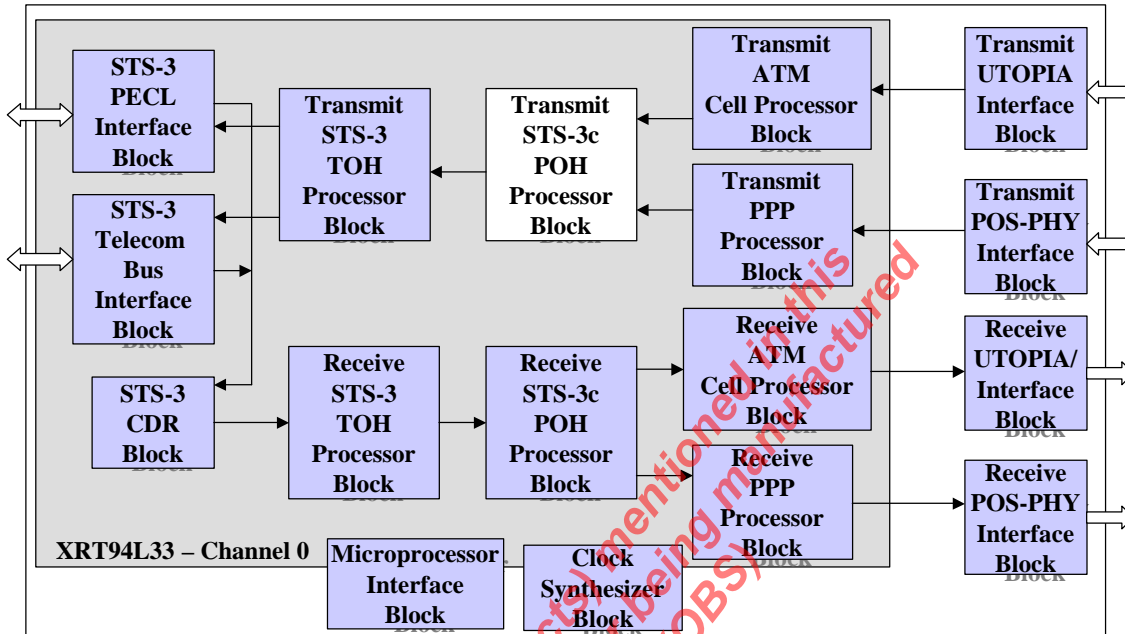 STS-3
PECL
Interface
Block
Transmit
STS-3
TOH
Processor
Block
Transmit
STS-3c
POH
Processor
Block
Transmit
ATM
Cell Processor
Block
Transmit
UTOPIA
Interface
Block
STS-3
Telecom
Bus
Interface
Block
Transmit
PPP
Processor
Block
Transmit
POS-PHY
Interface
Block
STS-3
CDR
Block
Receive
STS-3
TOH
Processor
Block
Receive
STS-3c
POH
Processor
Block
Receive
ATM
Cell Processor
Block
Receive
UTOPIA/
Interface
Block
Receive
PPP
Processor
Block
Receive
POS-PHY
Interface
Block
XRT94L33 – Channel 0
Microprocessor
Interface
Block
Clock
Synthesizer
Block
mentioned in this
being manufactured
(OBS)